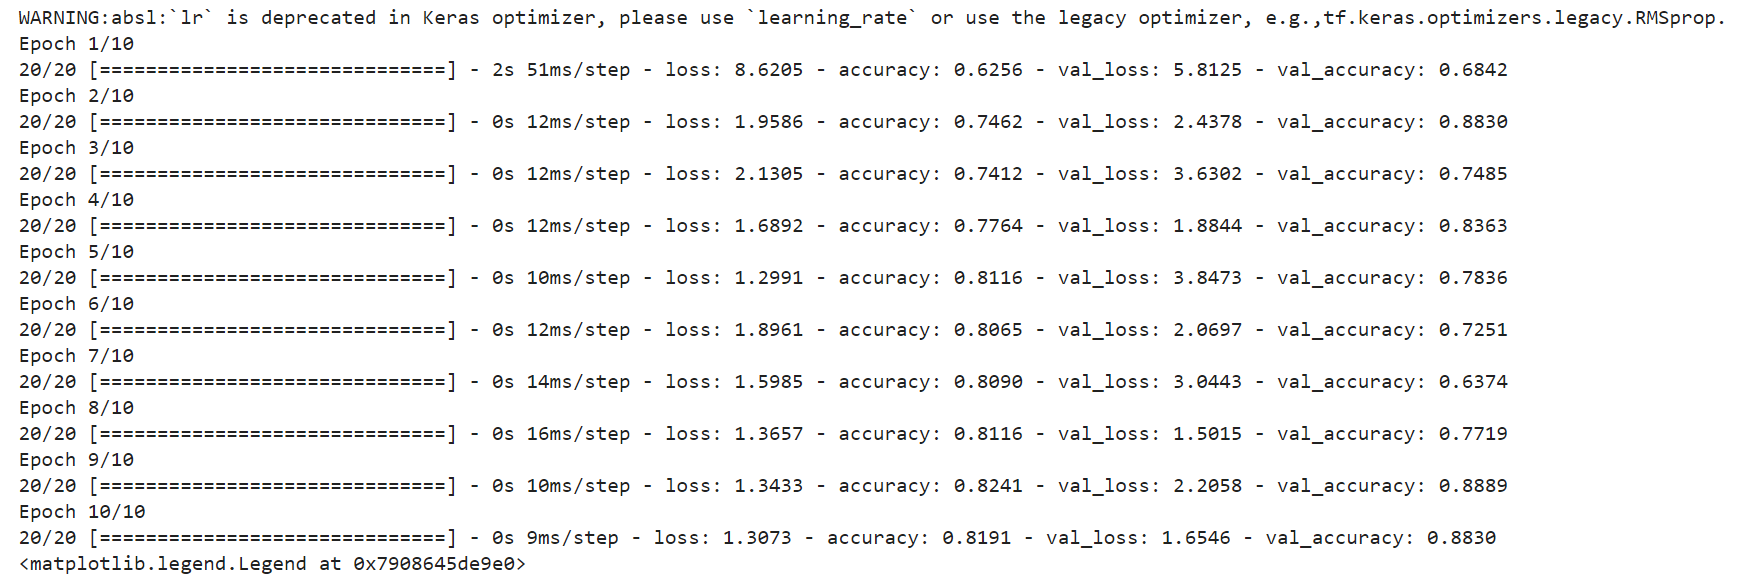 WARNING:absl:`lr` is deprecated in Keras optimizer, please use `learning_rate` or use the legacy optimizer, e.g.,tf.keras.optimizers.legacy.RMSprop.
Epoch 1/10
20/20 [==============================] - 2s 51ms/step - loss: 8.6205 - accuracy: 0.6256 - val_loss: 5.8125 - val_accuracy: 0.6842
Epoch 2/10
20/20 [==============================] - 0s 12ms/step - loss: 1.9586 - accuracy: 0.7462 - val_loss: 2.4378 - val_accuracy: 0.8830
Epoch 3/10
20/20 [==============================] - 0s 12ms/step - loss: 2.1305 - accuracy: 0.7412 - val_loss: 3.6302 - val_accuracy: 0.7485
Epoch 4/10
20/20 [==============================] - 0s 12ms/step - loss: 1.6892 - accuracy: 0.7764 - val_loss: 1.8844 - val_accuracy: 0.8363
Epoch 5/10
20/20 [==============================] - 0s 10ms/step - loss: 1.2991 - accuracy: 0.8116 - val_loss: 3.8473 - val_accuracy: 0.7836
Epoch 6/10
20/20 [==============================] - 0s 12ms/step - loss: 1.8961 - accuracy: 0.8065 - val_loss: 2.0697 - val_accuracy: 0.7251
Epoch 7/10
20/20 [==============================] - 0s 14ms/step - loss: 1.5985 - accuracy: 0.8090 - val_loss: 3.0443 - val_accuracy: 0.6374
Epoch 8/10
20/20 [==============================] - 0s 16ms/step - loss: 1.3657 - accuracy: 0.8116 - val_loss: 1.5015 - val_accuracy: 0.7719
Epoch 9/10
20/20 [==============================] - 0s 10ms/step - loss: 1.3433 - accuracy: 0.8241 - val_loss: 2.2058 - val_accuracy: 0.8889
Epoch 10/10
20/20 [==============================] - 0s 9ms/step - loss: 1.3073 - accuracy: 0.8191 - val_loss: 1.6546 - val_accuracy: 0.8830
<matplotlib.legend.Legend at 0x7908645de9e0>